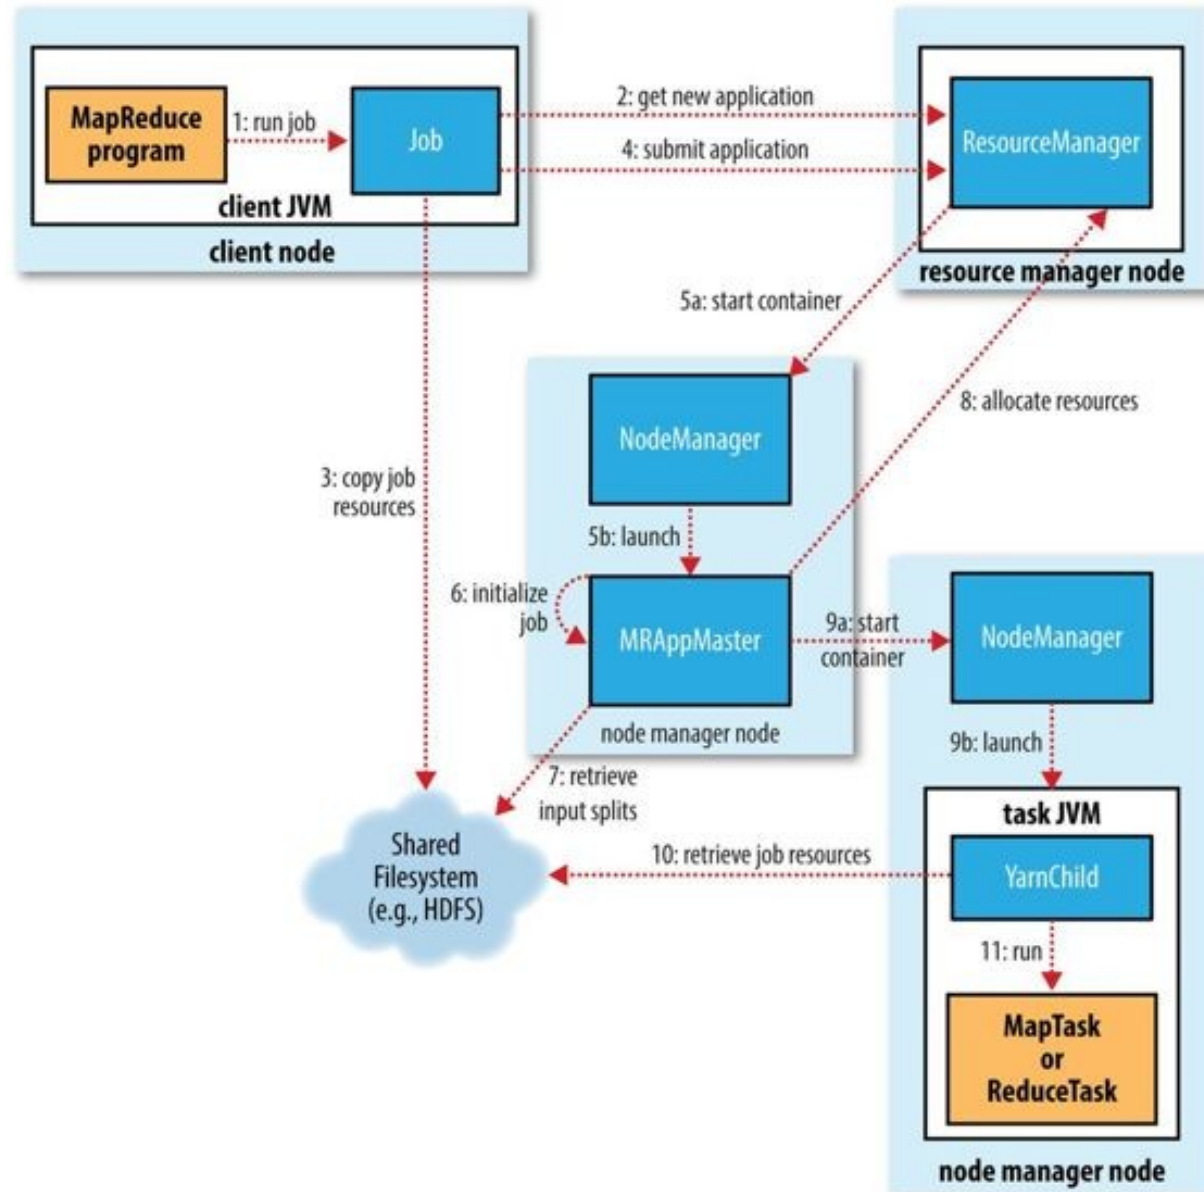 MapReduce
program
1: run job
Job
client JVM
client node
2: get new application
4: submit application
ResourceManager
resource manager node
3: copy job
resources
5a: start container
8: allocate resources
NodeManager
5b: launch
6: initialize
job
MRAppMaster
node manager node
9a: start
container
NodeManager
9b: launch
7: retrieve
input splits
Shared
Filesystem
(e.g., HDFS)
10: retrieve job resources
task JVM
YarnChild
11: run
MapTask
or
ReduceTask
node manager node